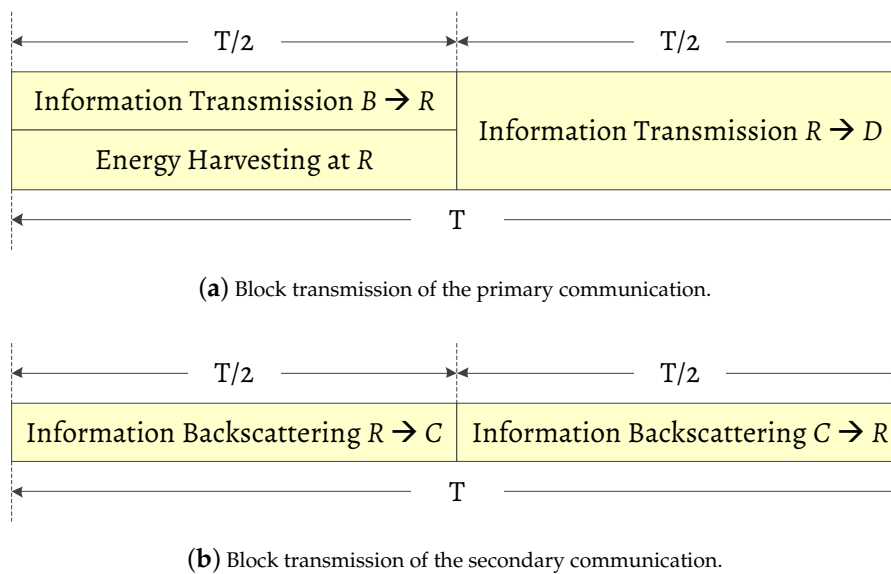 T/2 T/2
Information Transmission B → R
Information Transmission R → D
Energy Harvesting at R
T
(a) Block transmission of the primary communication.
T/2 T/2
Information Backscattering R → C Information Backscattering C → R
T
(b) Block transmission of the secondary communication.